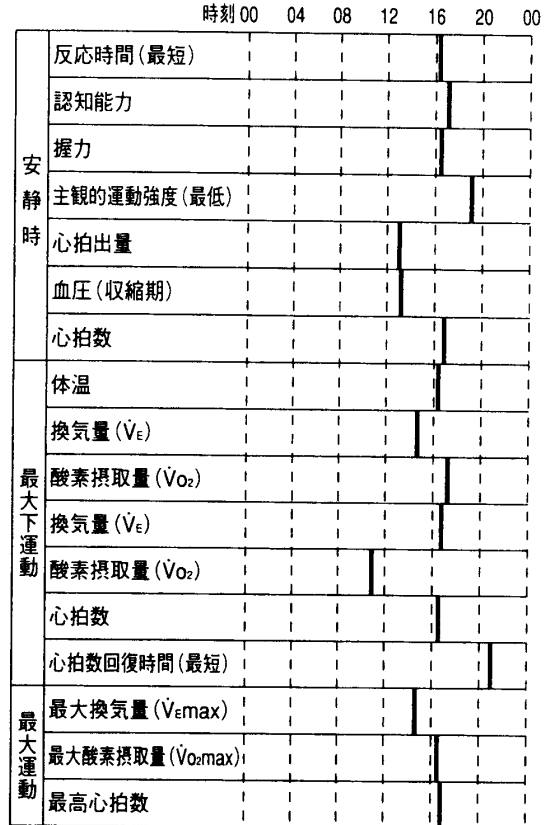 時刻 00 04 08 12 16 20 00
安静時
反応時間(最短)
認知能力
握力
主観的運動強度(最低)
心拍出量
血圧(収縮期)
心拍数
最大下運動
体温
換気量(V̇E)
酸素摂取量(V̇O2)
換気量(V̇E)
酸素摂取量(V̇O2)
心拍数
心拍数回復時間(最短)
最大運動
最大換気量(V̇Emax)
最大酸素摂取量(V̇O2max)
最高心拍数